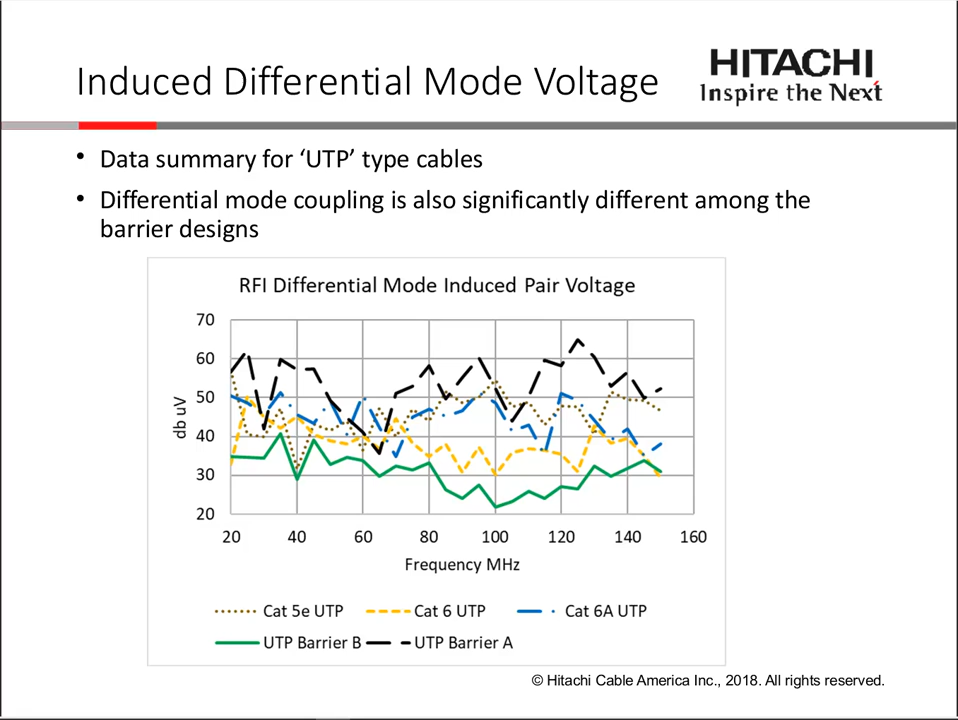 Induced Differential Mode Voltage
HITACHI
Inspire the Next
• Data summary for ‘UTP’ type cables
• Differential mode coupling is also significantly different among the
barrier designs
RFI Differential Mode Induced Pair Voltage
70
60
50
40
30
20
db uV
20 40 60 80 100 120 140 160
Frequency MHz
Cat 5e UTP Cat 6 UTP Cat 6A UTP
UTP Barrier B UTP Barrier A
© Hitachi Cable America Inc., 2018. All rights reserved.